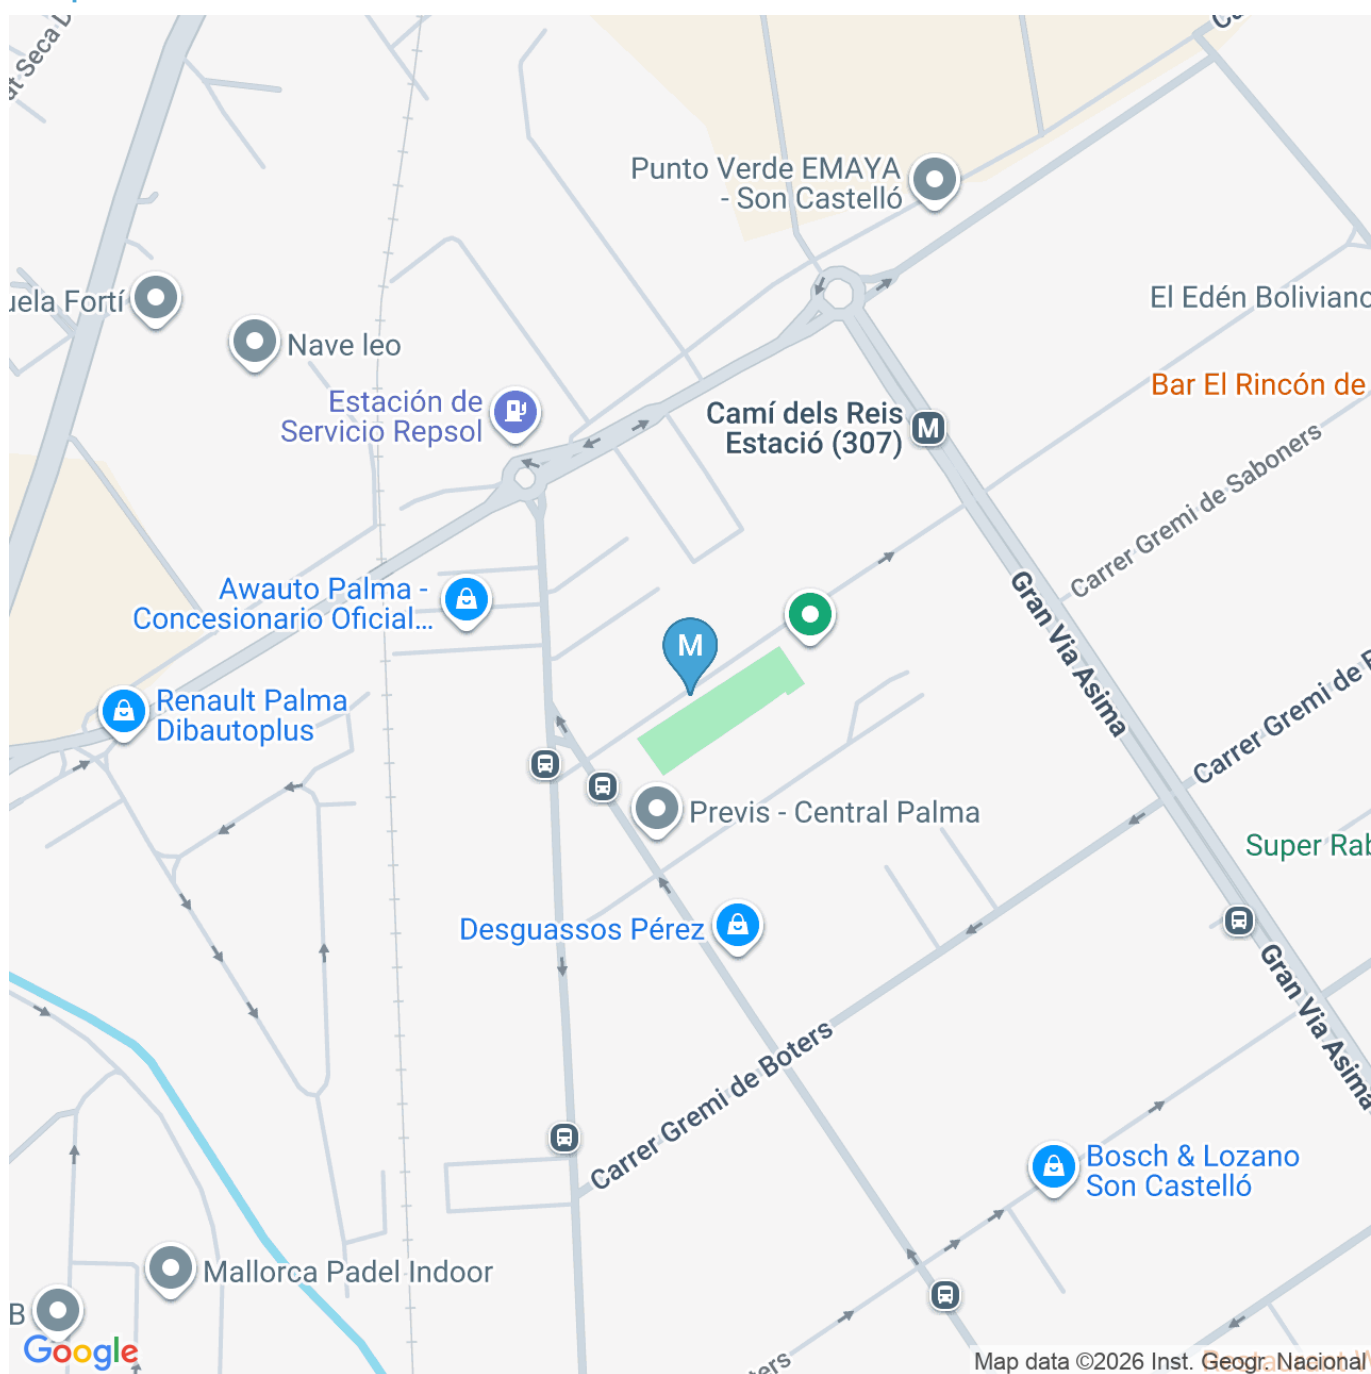 Punto Verde EMAYA
- Son Castelló
uela Fortí
Nave leo
El Edén Boliviano
Bar El Rincón de
Estación de
Servicio Repsol
Camí dels Reis
Estació (307)
M
Carrer Gremi de Saboners
Awauto Palma -
Concesionario Oficial...
Gran Via Asima
M
Renault Palma
Dibautoplus
Carrer Gremi de
Previs - Central Palma
Super Rab
Desguassos Pérez
Gran Via Asima
Carrer Gremi de Boters
Bosch & Lozano
Son Castelló
Mallorca Padel Indoor
B
Google
Map data ©2026 Inst. Geogr. Nacional